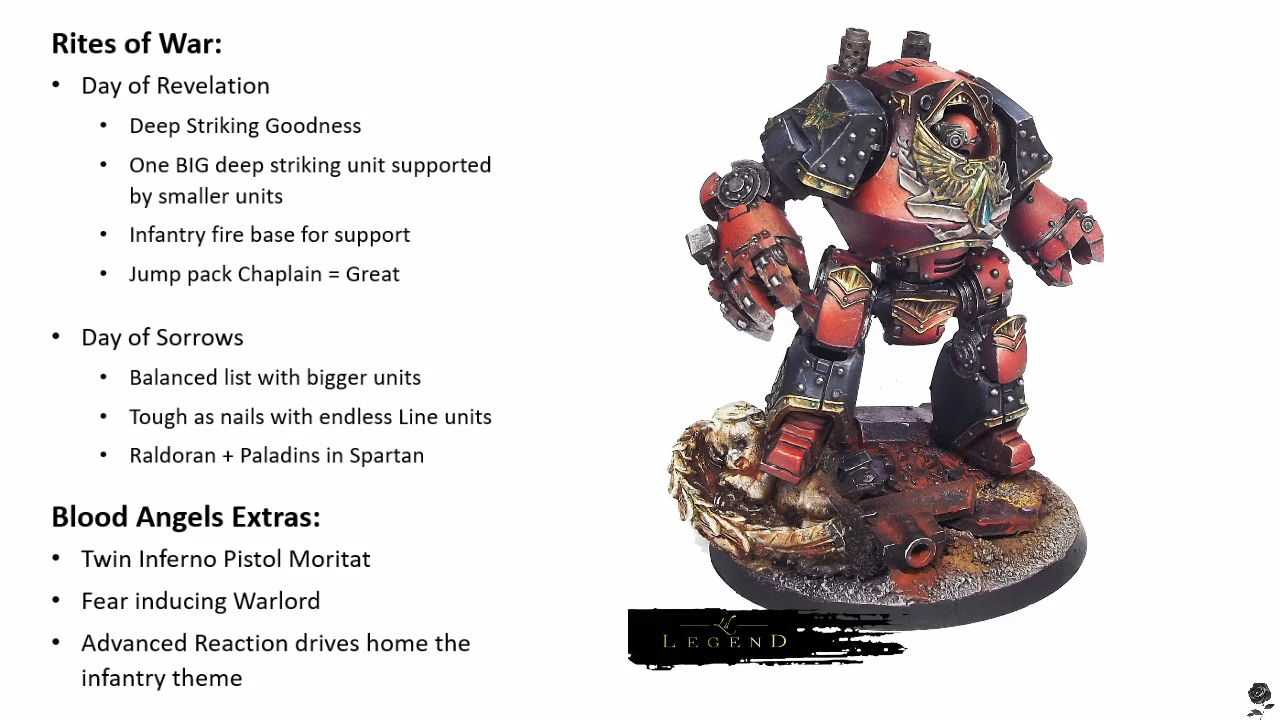 Rites of War:
• Day of Revelation
• Deep Striking Goodness
• One BIG deep striking unit supported
by smaller units
• Infantry fire base for support
• Jump pack Chaplain = Great
• Day of Sorrows
• Balanced list with bigger units
• Tough as nails with endless Line units
• Raldoran + Paladins in Spartan
Blood Angels Extras:
• Twin Inferno Pistol Moritat
• Fear inducing Warlord
• Advanced Reaction drives home the
infantry theme
Lil
LEGEND